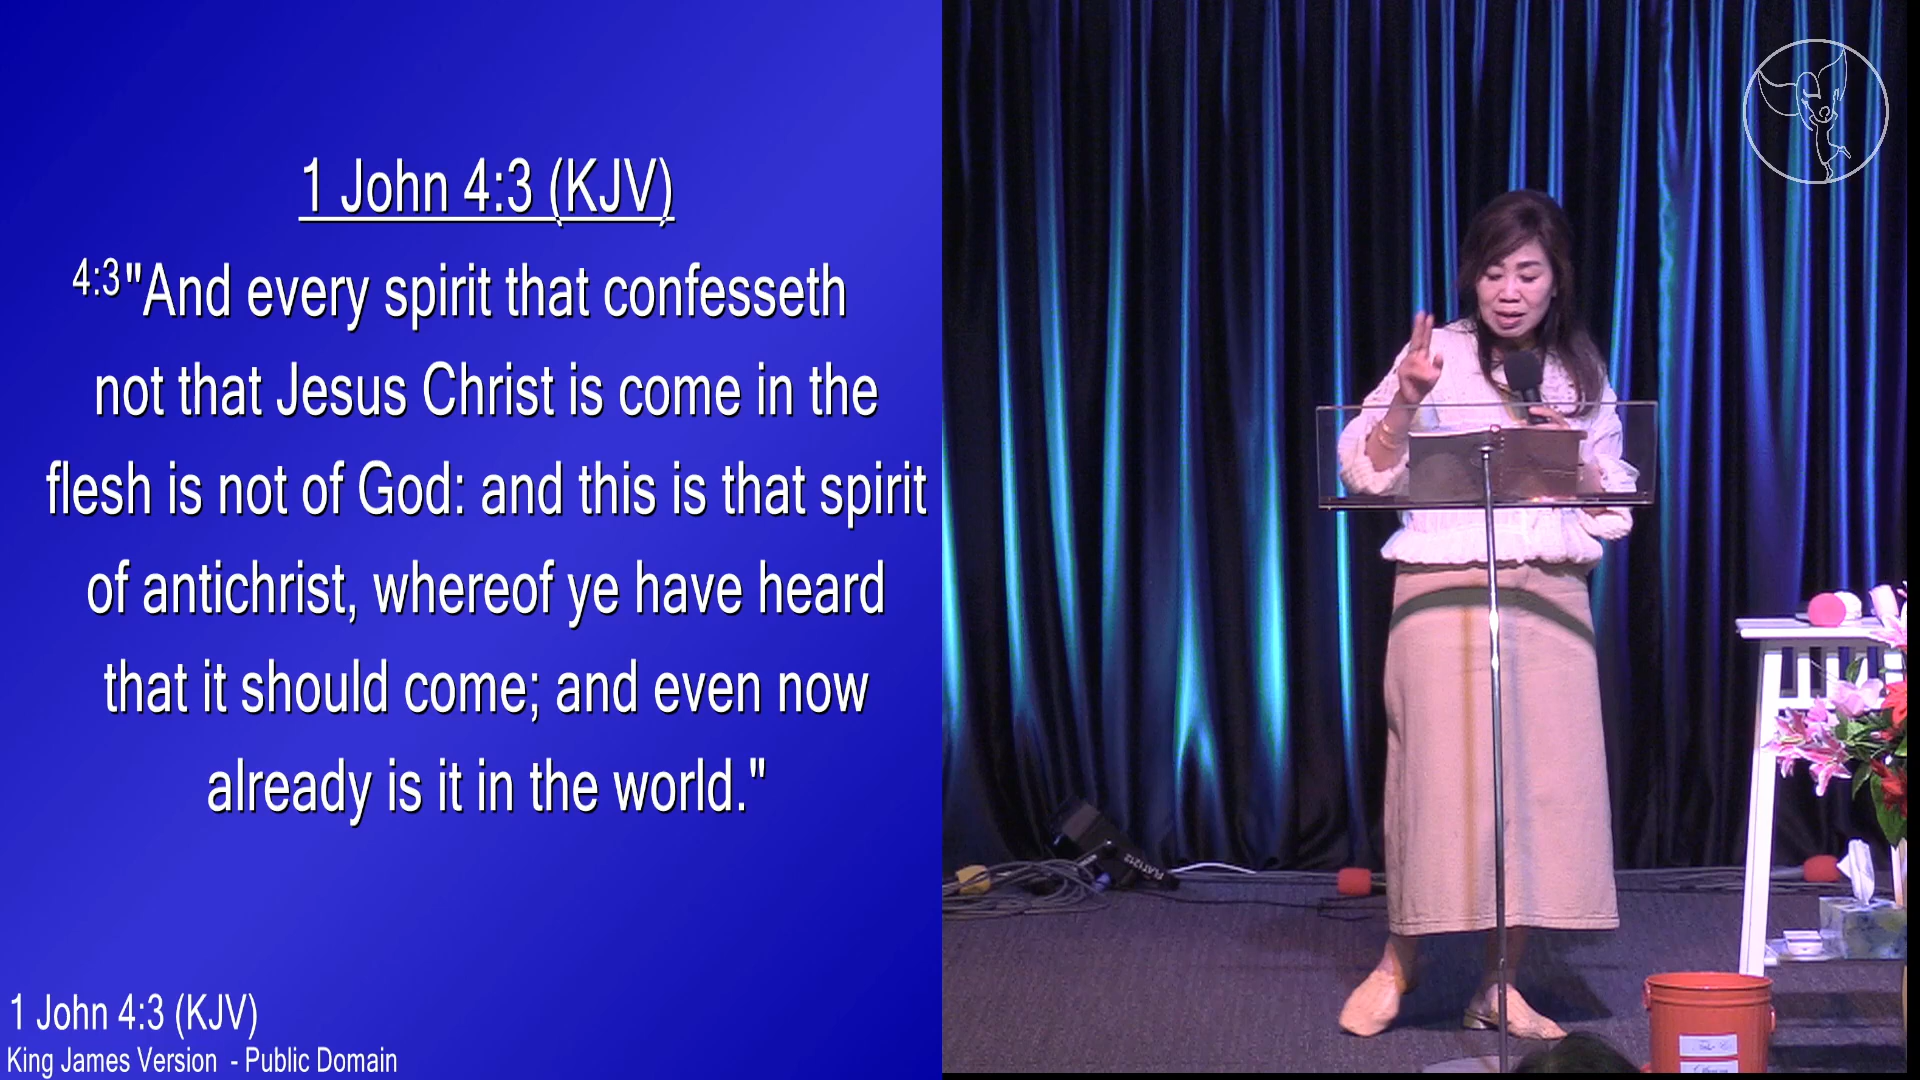 1 John 4:3 (KJV)
4:3"And every spirit that confesseth
not that Jesus Christ is come in the
flesh is not of God: and this is that spirit
of antichrist, whereof ye have heard
that it should come; and even now
already is it in the world."
1 John 4:3 (KJV)
King James Version - Public Domain
FLAT1212